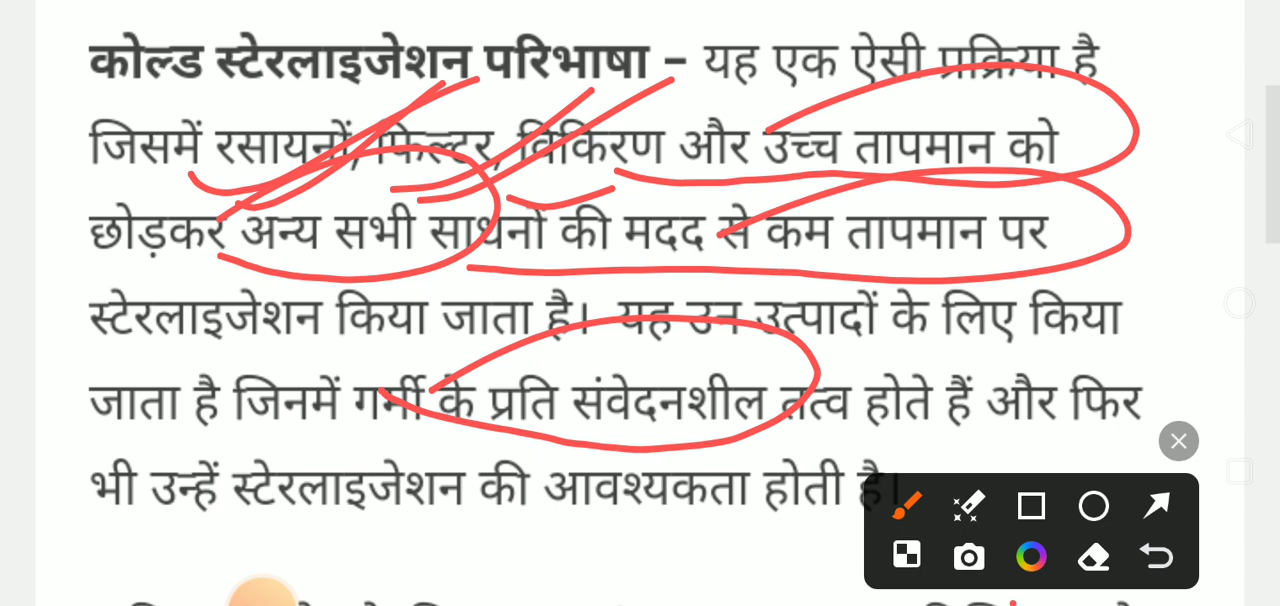 कोल्ड स्टेरलाइजेशन परिभाषा – यह एक ऐसी प्रक्रिया है
जिसमें रसायनों, फिल्टर, विकिरण और उच्च तापमान को
छोड़कर अन्य सभी साधनों की मदद से कम तापमान पर
स्टेरलाइजेशन किया जाता है। यह उन उत्पादों के लिए किया
जाता है जिनमें गर्मी के प्रति संवेदनशील तत्व होते हैं और फिर
भी उन्हें स्टेरलाइजेशन की आवश्यकता होती है।